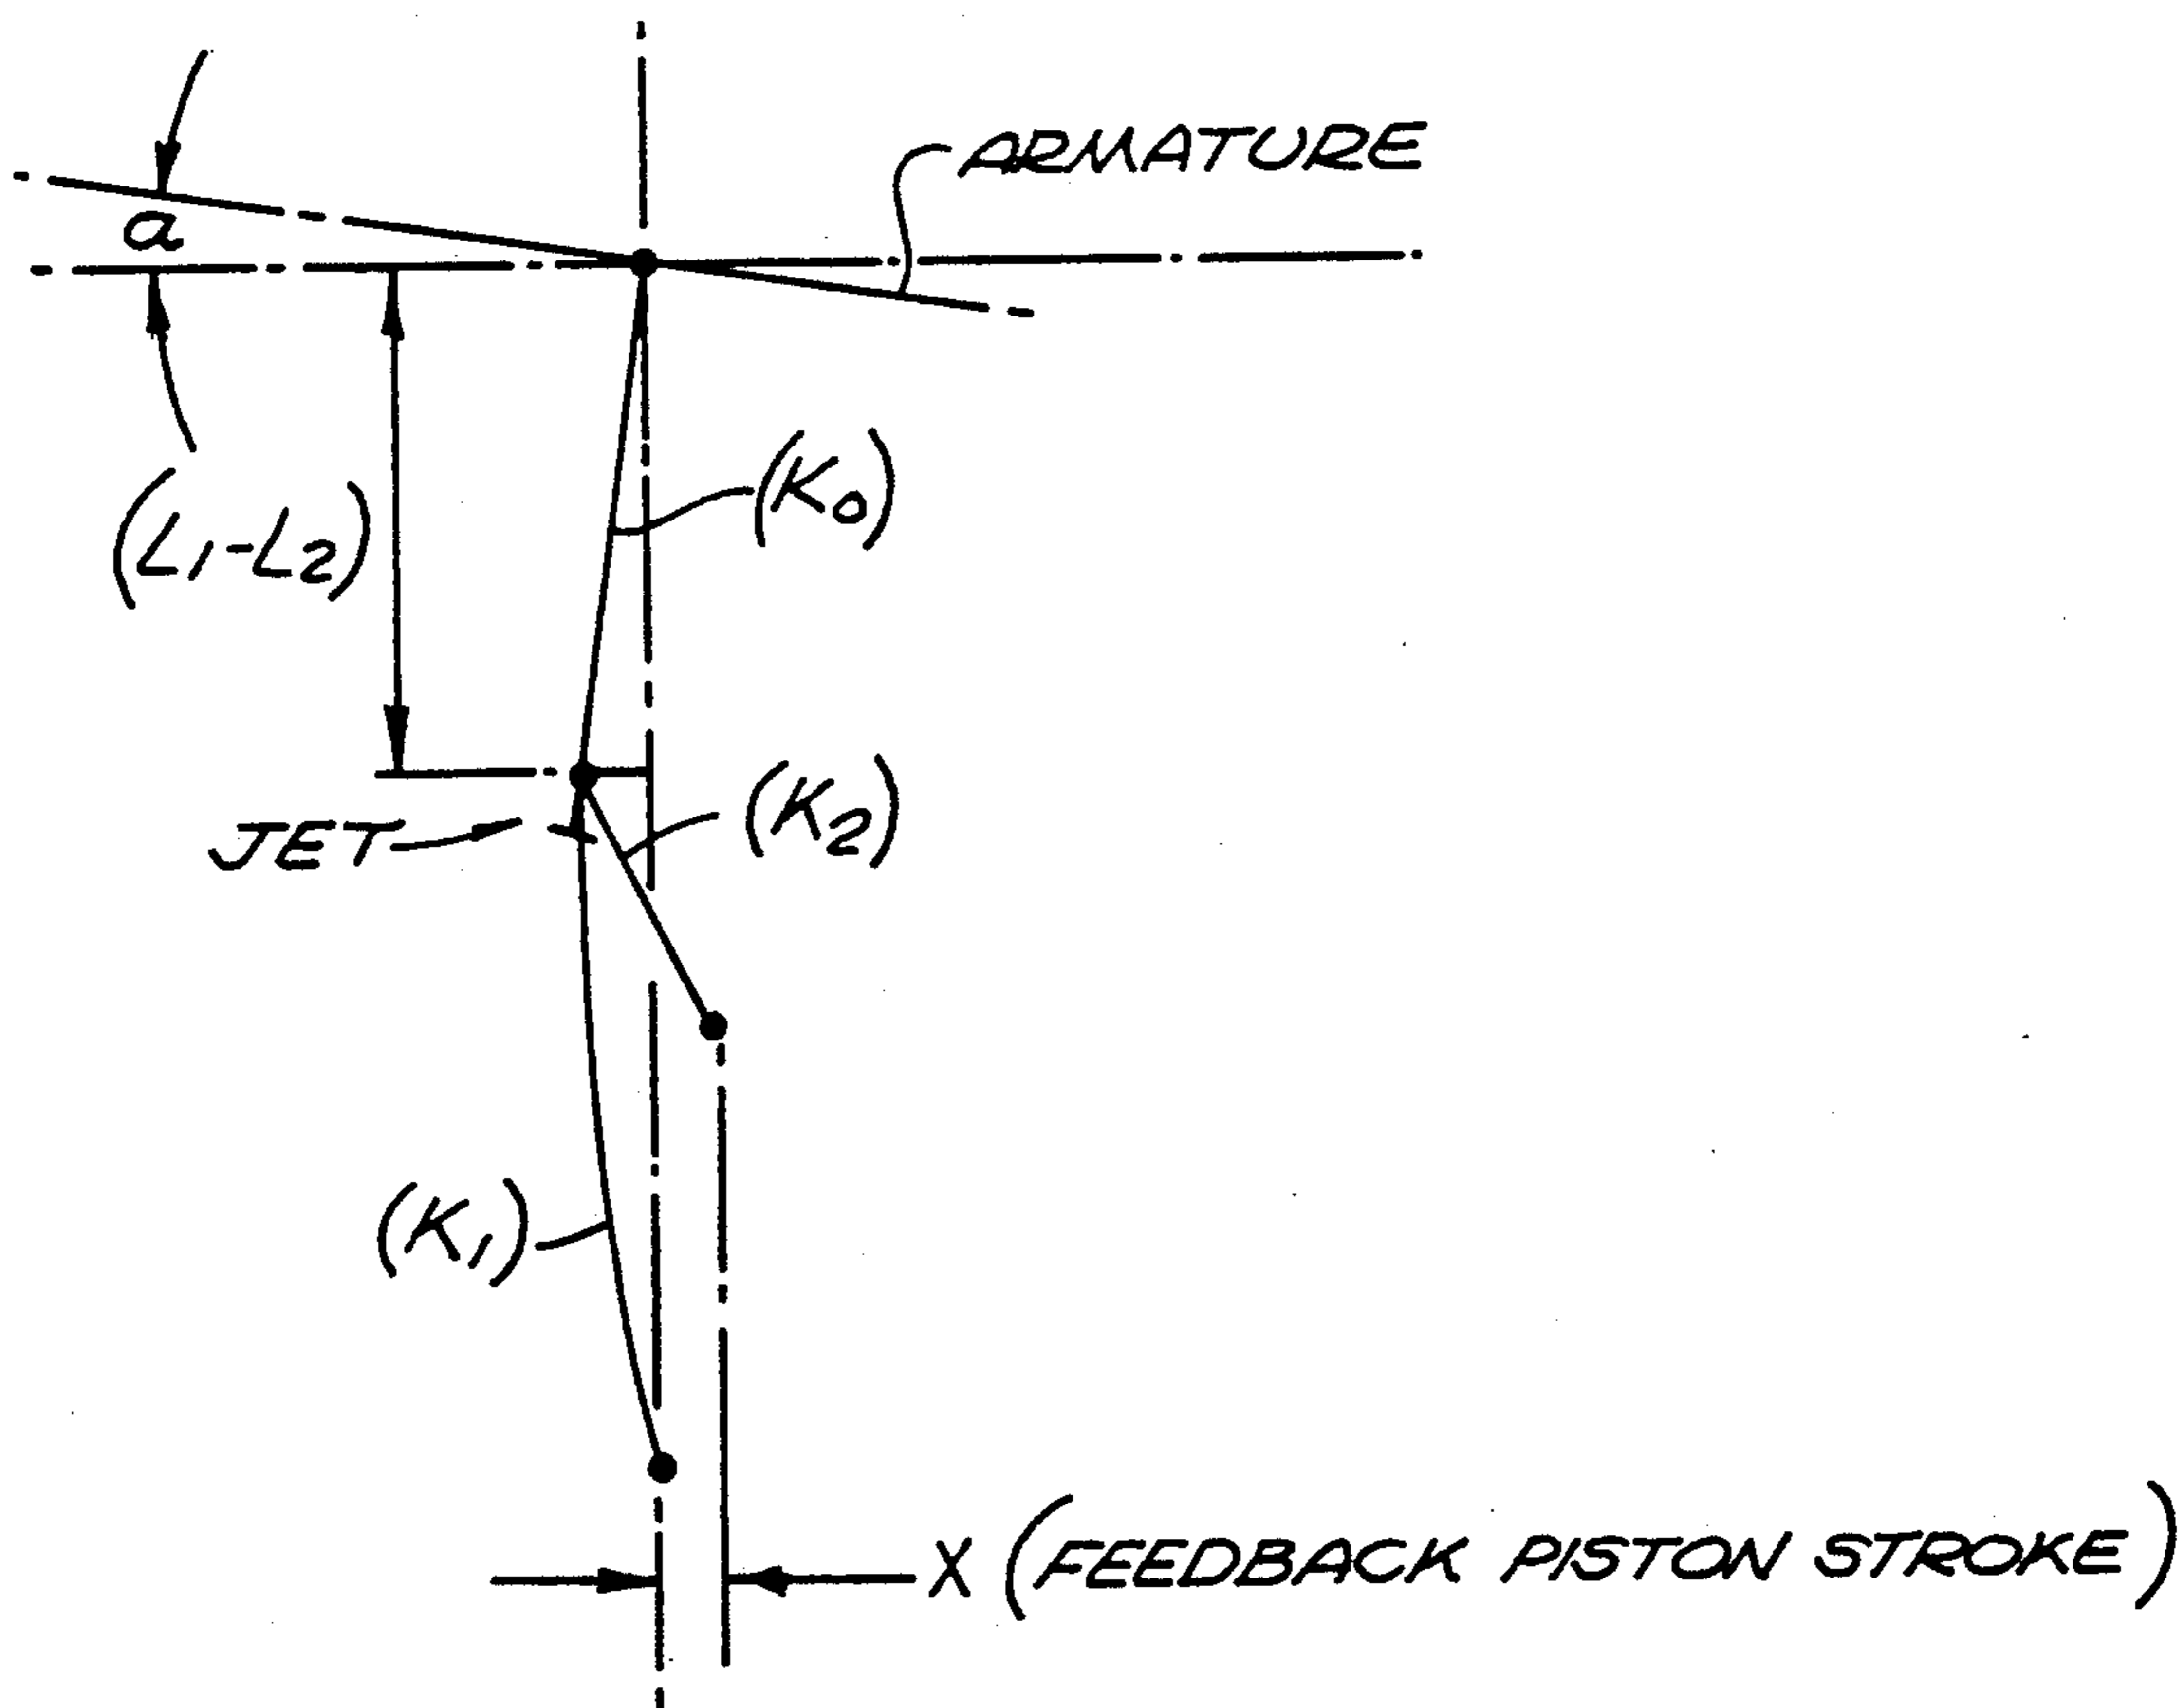 ARMATURE
a
(K0)
(L1-L2)
(K2)
JET
(K1)
X (FEEDBACK PISTON STROKE)